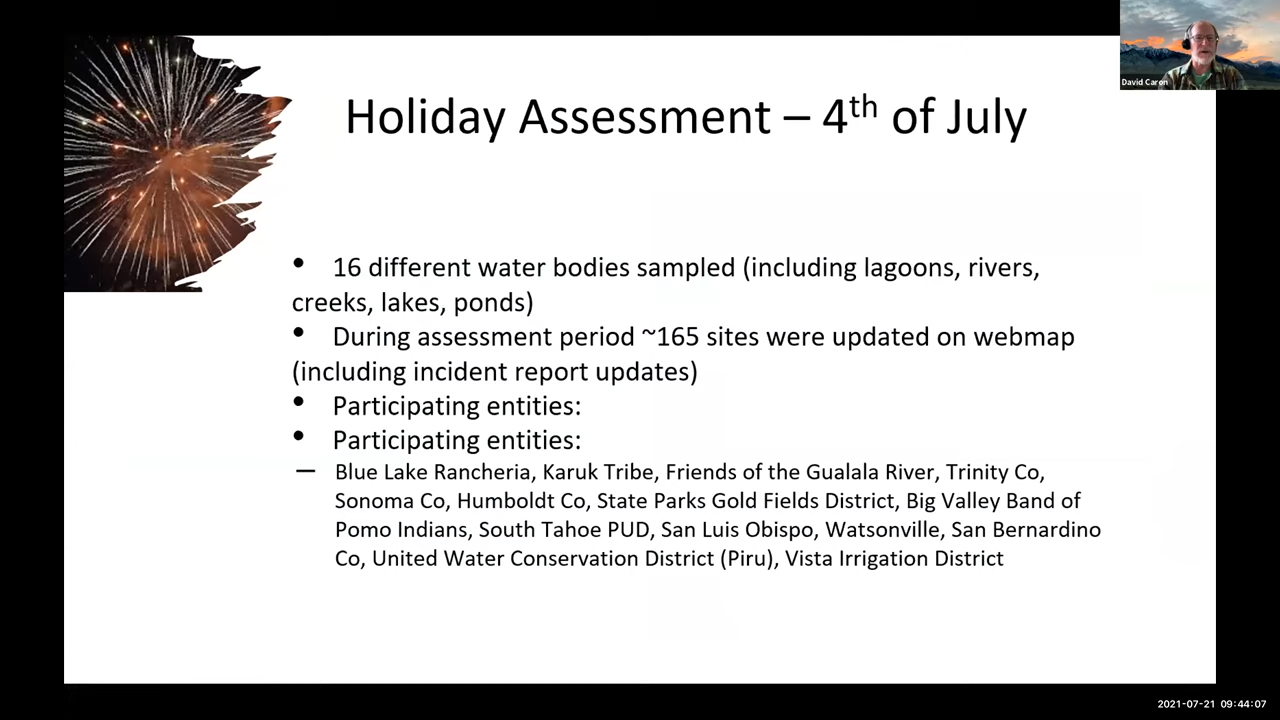 David Caron
Holiday Assessment – 4th of July
• 16 different water bodies sampled (including lagoons, rivers,
creeks, lakes, ponds)
• During assessment period ~165 sites were updated on webmap
(including incident report updates)
• Participating entities:
• Participating entities:
– Blue Lake Rancheria, Karuk Tribe, Friends of the Gualala River, Trinity Co,
Sonoma Co, Humboldt Co, State Parks Gold Fields District, Big Valley Band of
Pomo Indians, South Tahoe PUD, San Luis Obispo, Watsonville, San Bernardino
Co, United Water Conservation District (Piru), Vista Irrigation District
2021-07-21 09:44:07